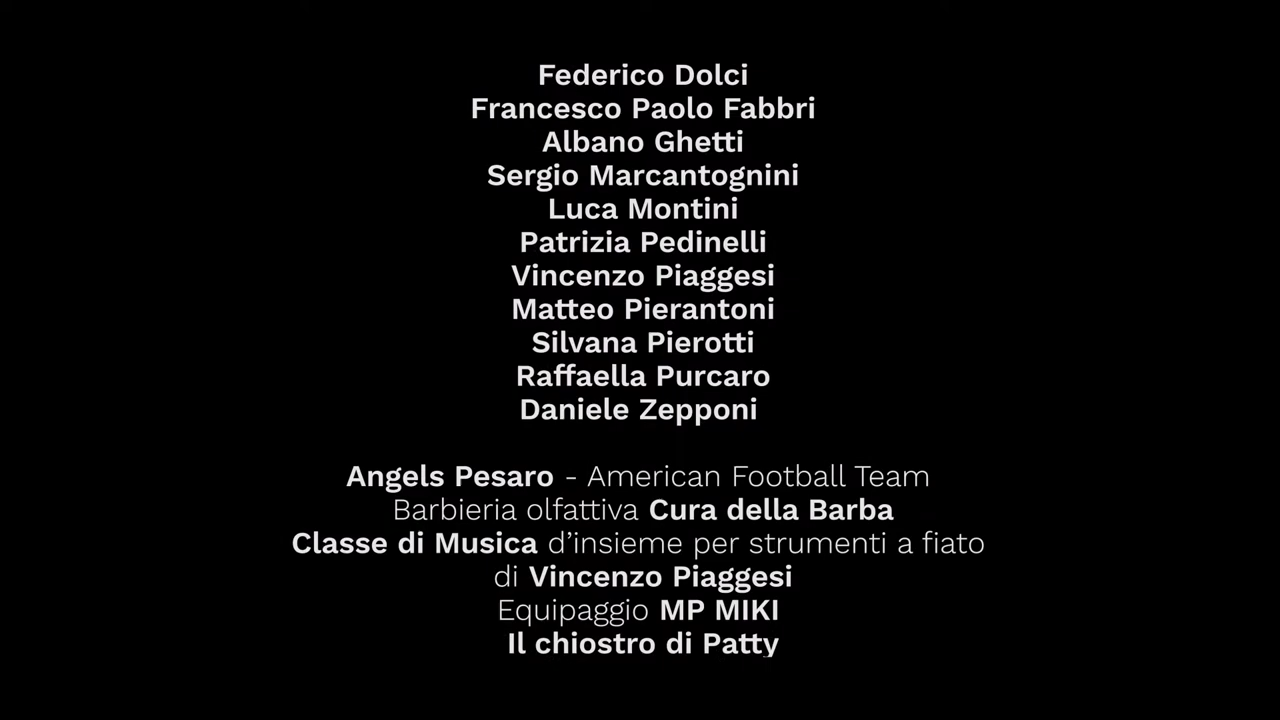 Federico Dolci
Francesco Paolo Fabbri
Albano Ghetti
Sergio Marcantognini
Luca Montini
Patrizia Pedinelli
Vincenzo Piaggesi
Matteo Pierantoni
Silvana Pierotti
Raffaella Purcaro
Daniele Zepponi
Angels Pesaro - American Football Team
Barbieria olfattiva Cura della Barba
Classe di Musica d’insieme per strumenti a fiato
di Vincenzo Piaggesi
Equipaggio MP MIKI
Il chiostro di Patty